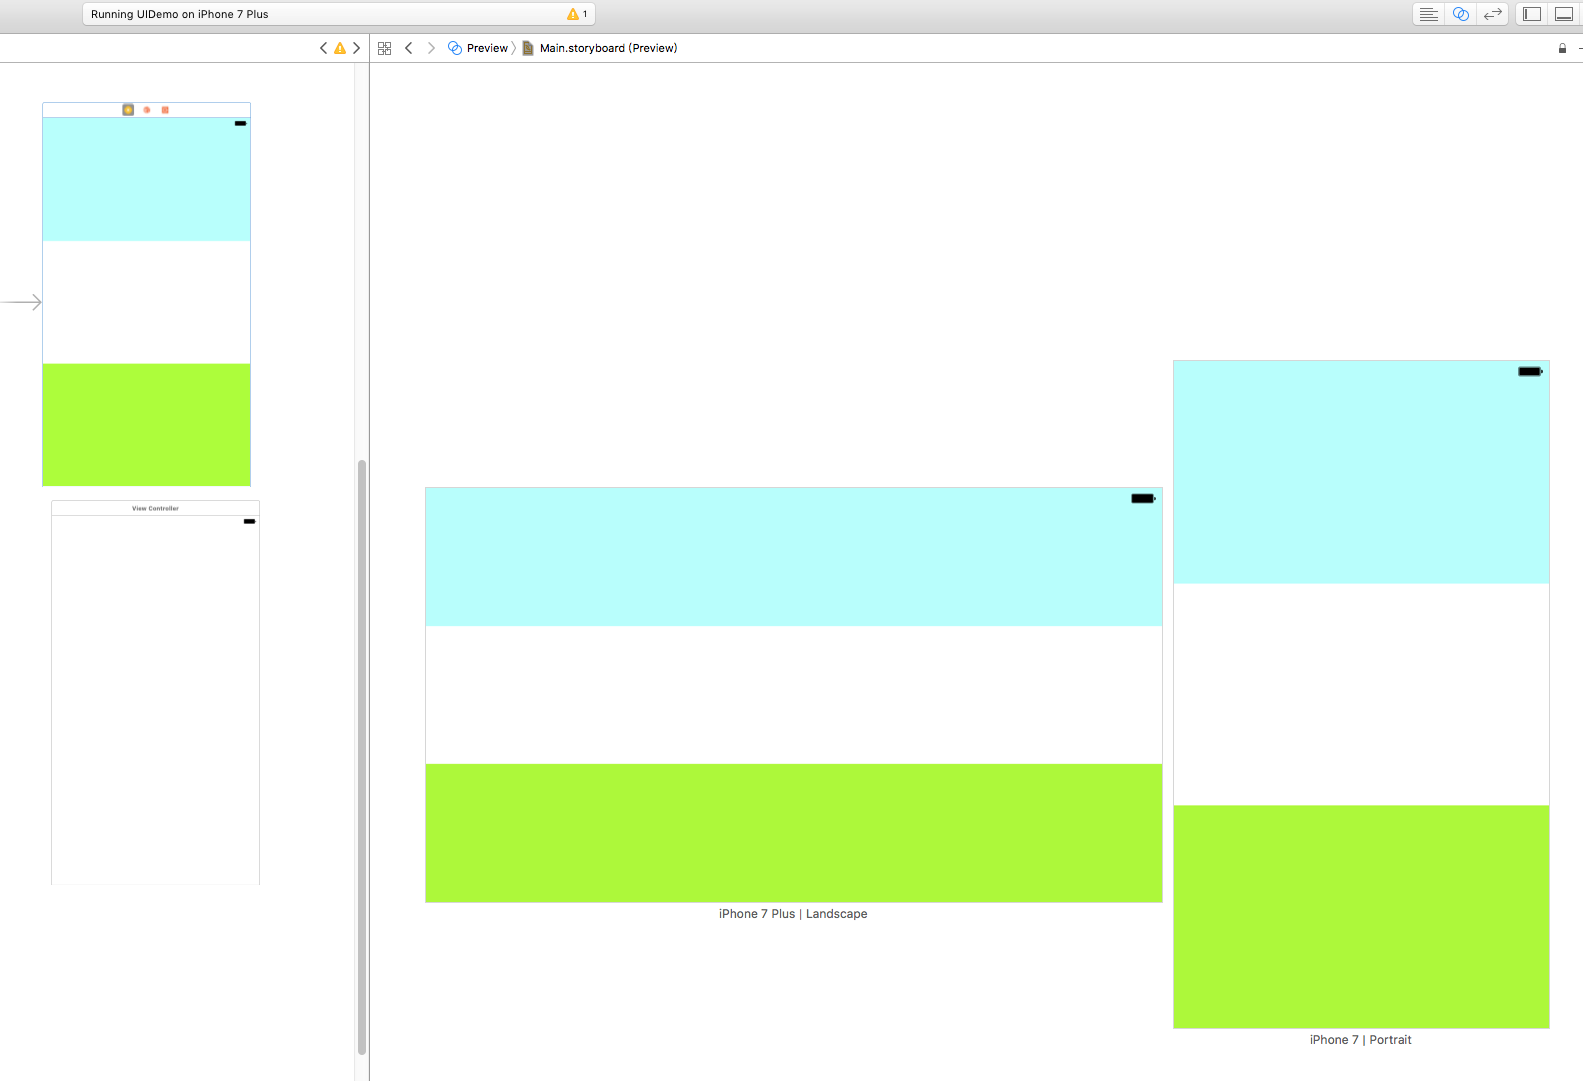 Running UIDemo on iPhone 7 Plus
1
Preview
Main.storyboard (Preview)
View Controller
iPhone 7 Plus | Landscape
iPhone 7 | Portrait